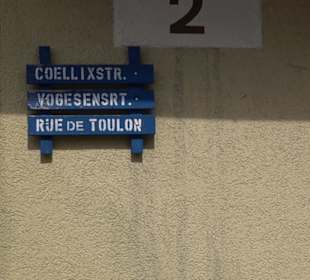 2
COELLIXSTR.
VOGESENSRT.
RUE DE TOULON